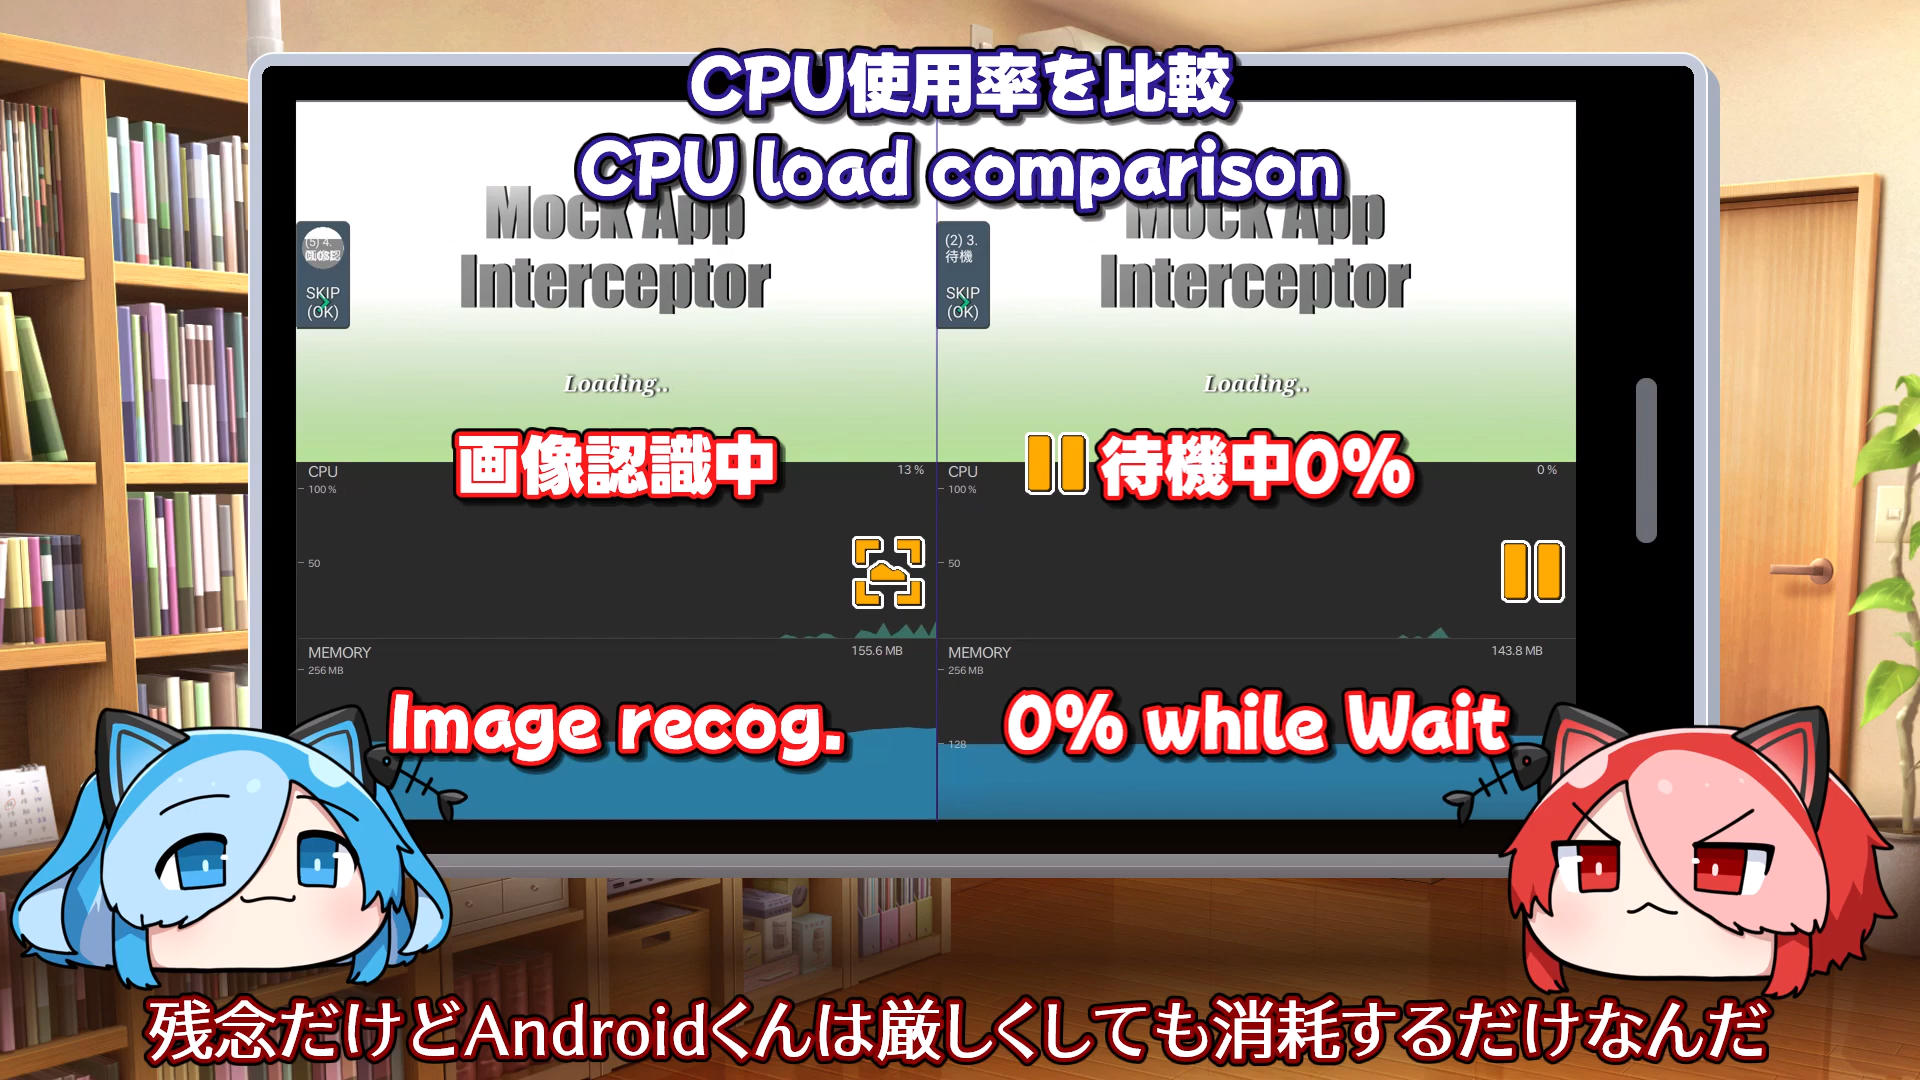 CPU使用率を比較
CPU load comparison
Mock App
Interceptor
(5) 4.
CLOSE
SKIP
(OK)
Loading..
画像認識中
CPU
13 %
100 %
50
MEMORY
155.6 MB
256 MB
Image recog.
Mock App
Interceptor
(2) 3.
待機
SKIP
(OK)
Loading..
待機中0%
CPU
0 %
100 %
50
MEMORY
143.8 MB
256 MB
128
0% while Wait
残念だけどAndroidくんは厳しくしても消耗するだけなんだ